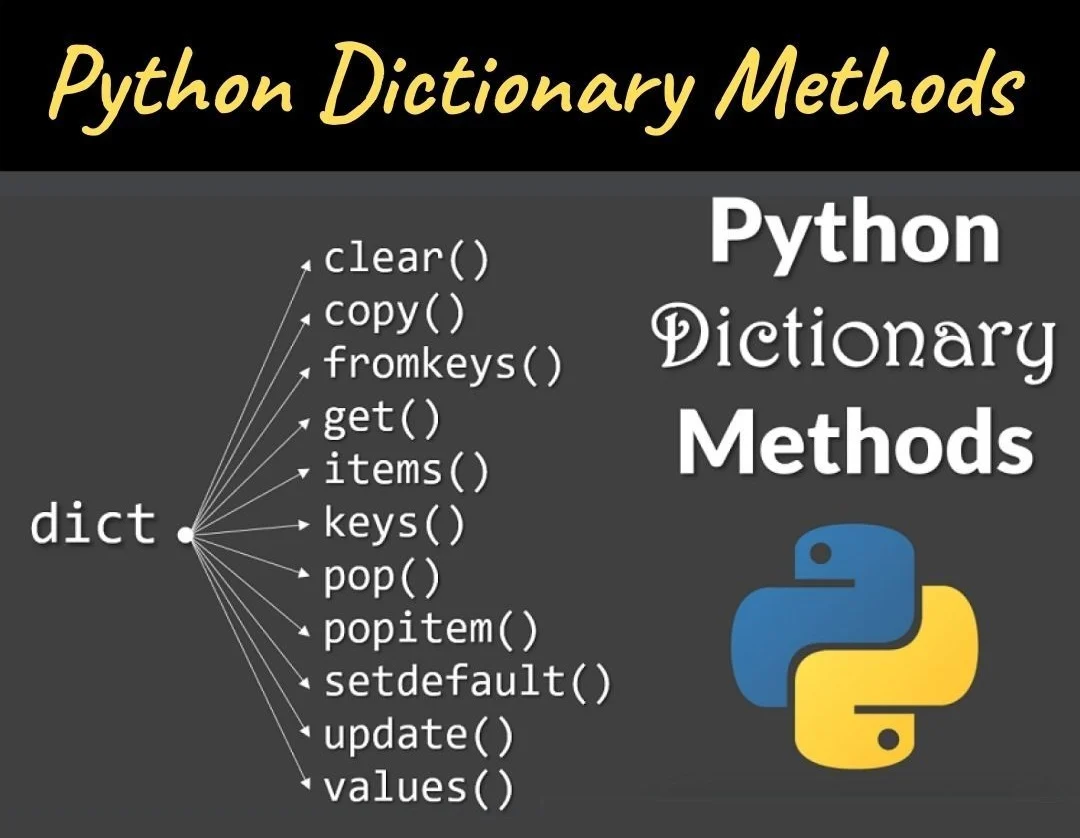 Python Dictionary Methods
dict
clear()
copy()
fromkeys()
get()
items()
keys()
pop()
popitem()
setdefault()
update()
values()
Python
Dictionary
Methods